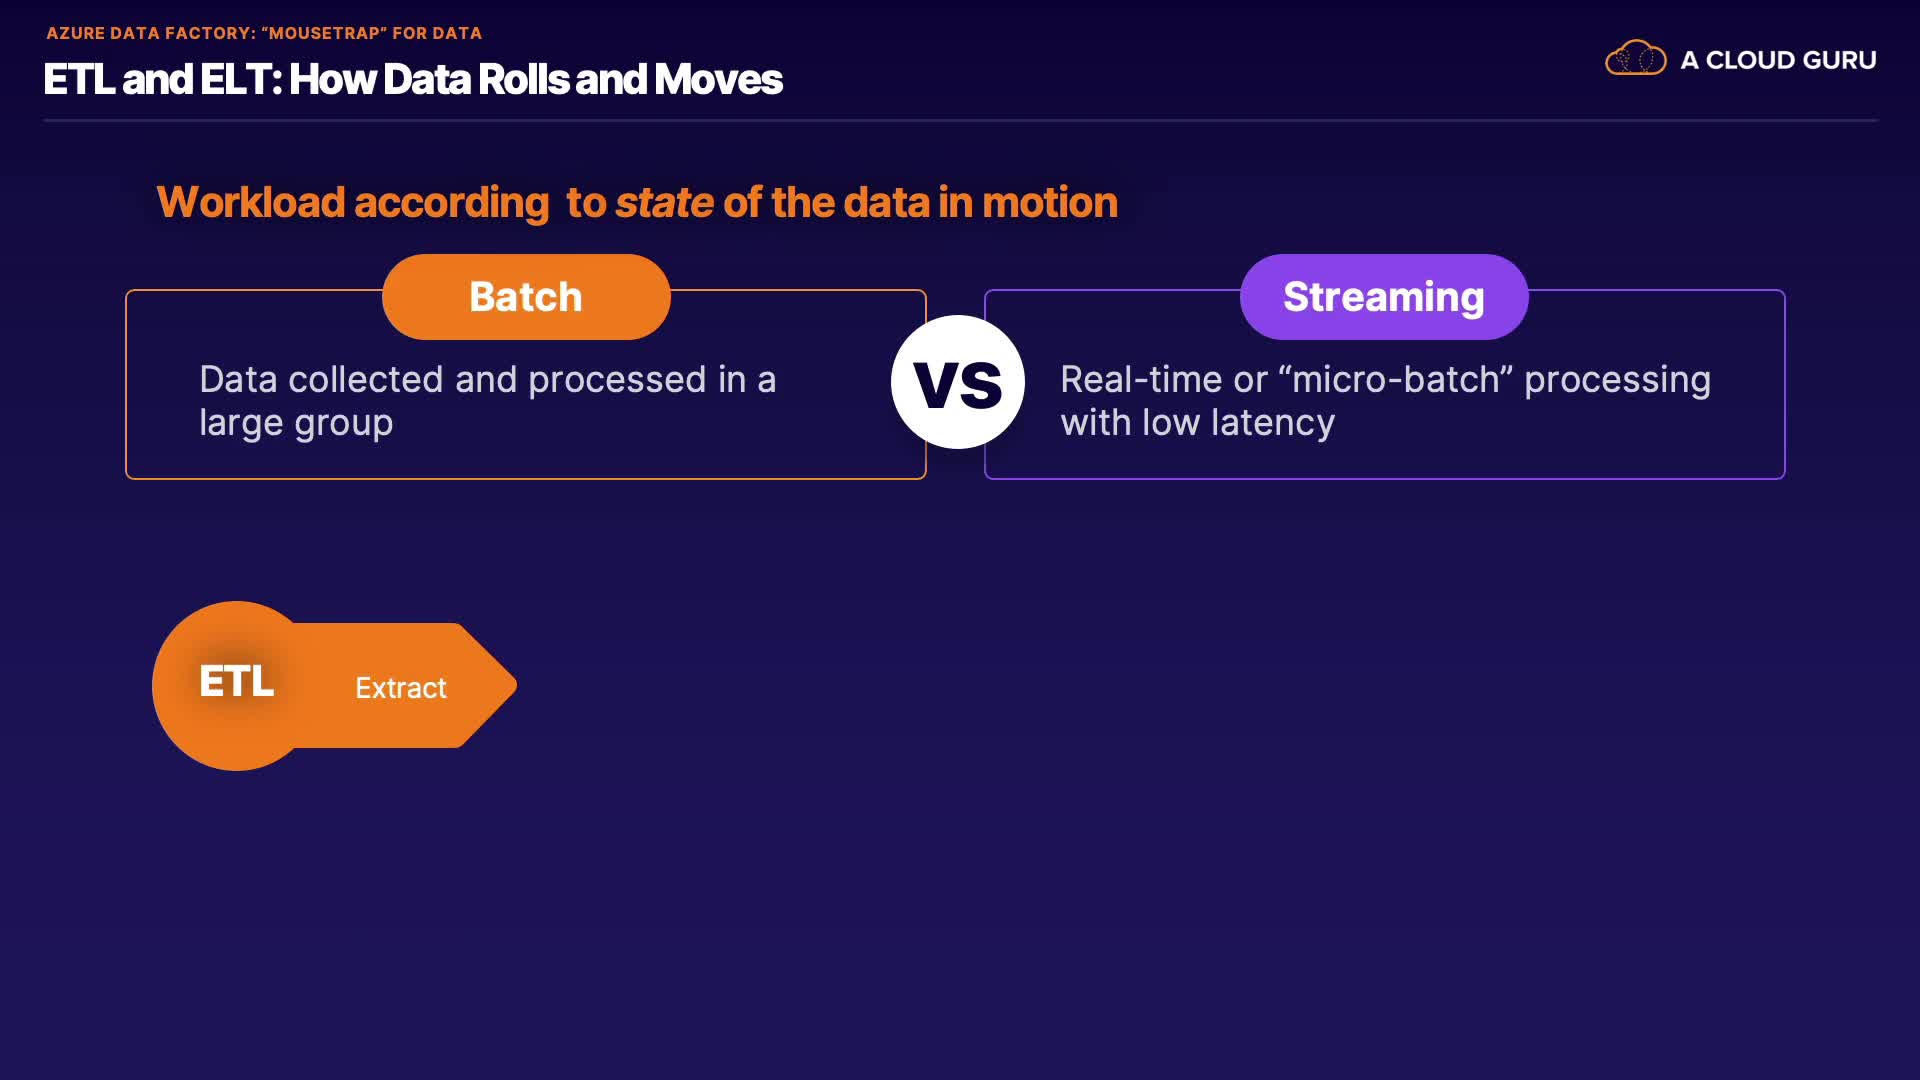 AZURE DATA FACTORY: “MOUSETRAP” FOR DATA
ETL and ELT: How Data Rolls and Moves
A CLOUD GURU
Workload according to state of the data in motion
Batch
Data collected and processed in a
large group
VS
Streaming
Real-time or “micro-batch” processing
with low latency
ETL
Extract